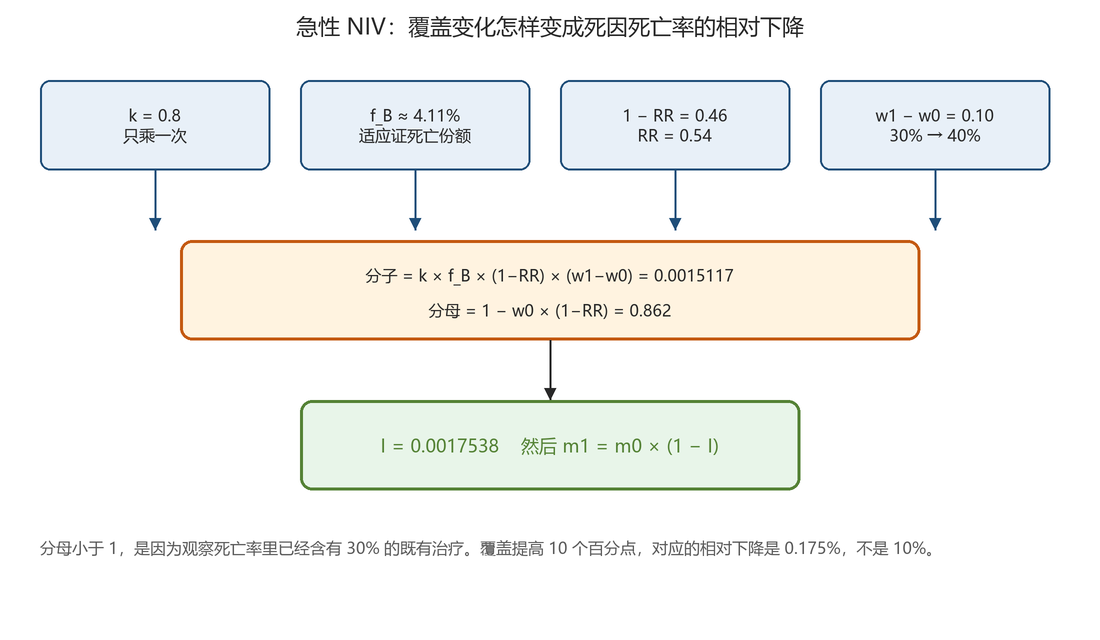 急性 NIV：覆盖变化怎样变成死因死亡率的相对下降
k = 0.8
只乘一次
f_B ≈ 4.11%
适应证死亡份额
1 − RR = 0.46
RR = 0.54
w1 − w0 = 0.10
30% → 40%
分子 = k × f_B × (1−RR) × (w1−w0) = 0.0015117
分母 = 1 − w0 × (1−RR) = 0.862
I = 0.0017538 然后 m1 = m0 × (1 − I)
分母小于 1，是因为观察死亡率里已经含有 30% 的既有治疗。覆盖提高 10 个百分点，对应的相对下降是 0.175%，不是 10%。